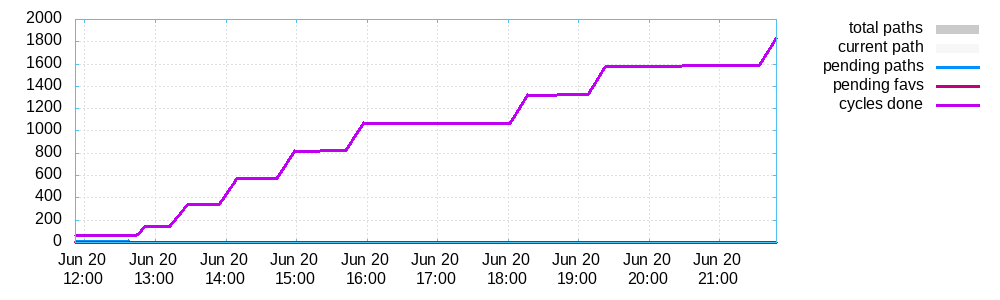 2000
1800
1600
1400
1200
1000
800
600
400
200
0
Jun 20 Jun 20 Jun 20 Jun 20 Jun 20 Jun 20 Jun 20 Jun 20 Jun 20 Jun 20
12:00 13:00 14:00 15:00 16:00 17:00 18:00 19:00 20:00 21:00
total paths
current path
pending paths
pending favs
cycles done